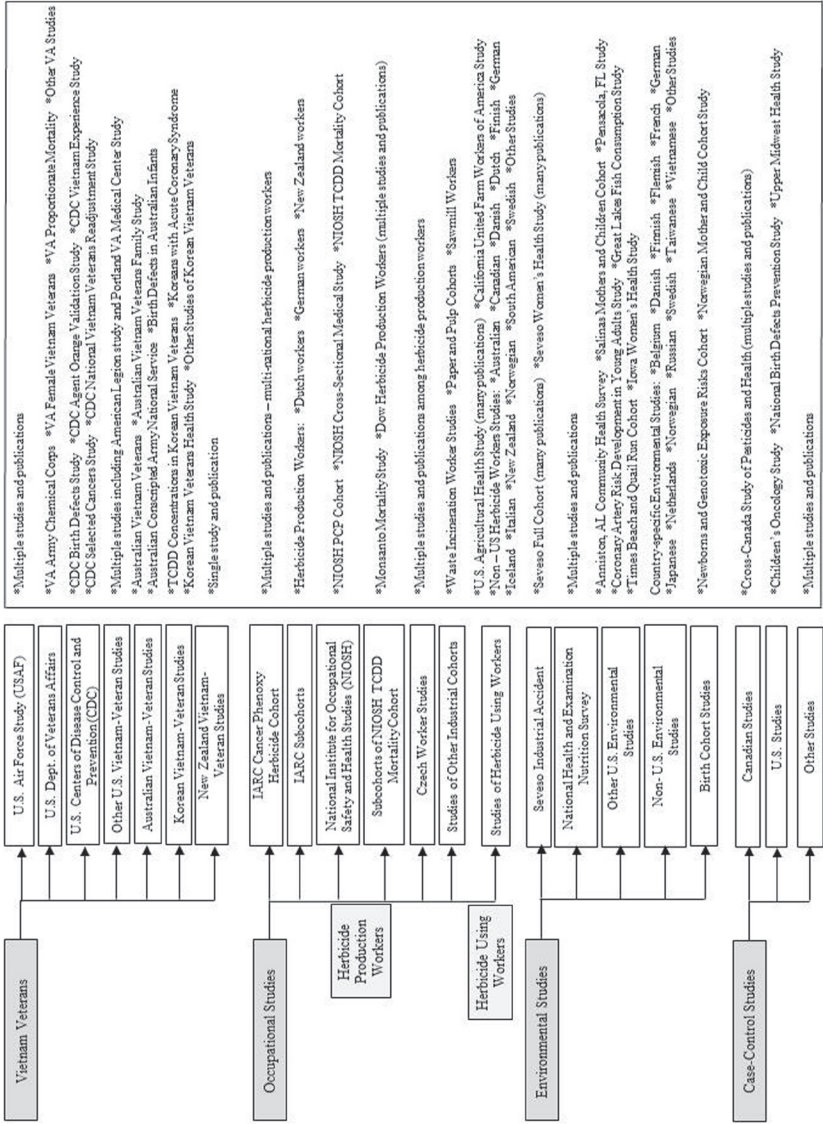 Vietnam Veterans
U.S. Air Force Study (USAF)
*Multiple studies and publications
U.S. Dept. of Veterans Affairs
*VA Army Chemical Corps *VA Female Vietnam Veterans *VA Proportionate Mortality *Other VA Studies
U.S. Centers of Disease Control and
Prevention (CDC)
*CDC Birth Defects Study *CDC Agent Orange Validation Study *CDC Vietnam Experience Study
*CDC Selected Cancers Study *CDC National Vietnam Veterans Readjustment Study
Other U.S. Vietnam-Veteran Studies
*Multiple studies including American Legion study and Portland VA Medical Center Study
Australian Vietnam-Veteran Studies
*Australian Vietnam Veterans *Australian Vietnam Veterans Family Study
*Australian Conscripted Army National Service *Birth Defects in Australian Infants
Korean Vietnam-Veteran Studies
*TCDD Concentrations in Korean Vietnam Veterans *Koreans with Acute Coronary Syndrome
*Korean Vietnam Veterans Health Study *Other Studies of Korean Vietnam Veterans
New Zealand Vietnam-
Veteran Studies
*Single study and publication
Occupational Studies
Herbicide
Production
Workers
IARC Cancer Phenoxy
Herbicide Cohort
*Multiple studies and publications – multi-national herbicide production workers
IARC Subcohorts
*Herbicide Production Workers: *Dutch workers *German workers *New Zealand workers
National Institute for Occupational
Safety and Health Studies (NIOSH)
*NIOSH PCP Cohort *NIOSH Cross-Sectional Medical Study *NIOSH TCDD Mortality Cohort
Subcohorts of NIOSH TCDD
Mortality Cohort
*Monsanto Mortality Study *Dow Herbicide Production Workers (multiple studies and publications)
Czech Worker Studies
*Multiple studies and publications among herbicide production workers
Studies of Other Industrial Cohorts
*Waste Incineration Worker Studies *Paper and Pulp Cohorts *Sawmill Workers
Herbicide Using
Workers
Studies of Herbicide Using Workers
*U.S. Agricultural Health Study (many publications) *California United Farm Workers of America Study
*Non – US Herbicide Workers Studies: *Australian *Canadian *Danish *Dutch *Finish *German
*Iceland *Italian *New Zealand *Norwegian *South American *Swedish *Other Studies
Environmental Studies
Seveso Industrial Accident
*Seveso Full Cohort (many publications) *Seveso Women's Health Study (many publications)
National Health and Examination
Nutrition Survey
*Multiple studies and publications
Other U.S. Environmental
Studies
*Anniston, AL Community Health Survey *Salinas Mothers and Children Cohort *Pensacola, FL Study
*Coronary Artery Risk Development in Young Adults Study *Great Lakes Fish Consumption Study
*Times Beach and Quail Run Cohort *Iowa Women's Health Study
Non- U.S. Environmental
Studies
Country-specific Environmental Studies: *Belgium *Danish *Finnish *Flemish *French *German
*Japanese *Netherlands *Norwegian *Russian *Swedish *Taiwanese *Vietnamese *Other Studies
Birth Cohort Studies
*Newborns and Genotoxic Exposure Risks Cohort *Norwegian Mother and Child Cohort Study
Case-Control Studies
Canadian Studies
*Cross-Canada Study of Pesticides and Health (multiple studies and publications)
U.S. Studies
*Children's Oncology Study *National Birth Defects Prevention Study *Upper Midwest Health Study
Other Studies
*Multiple studies and publications